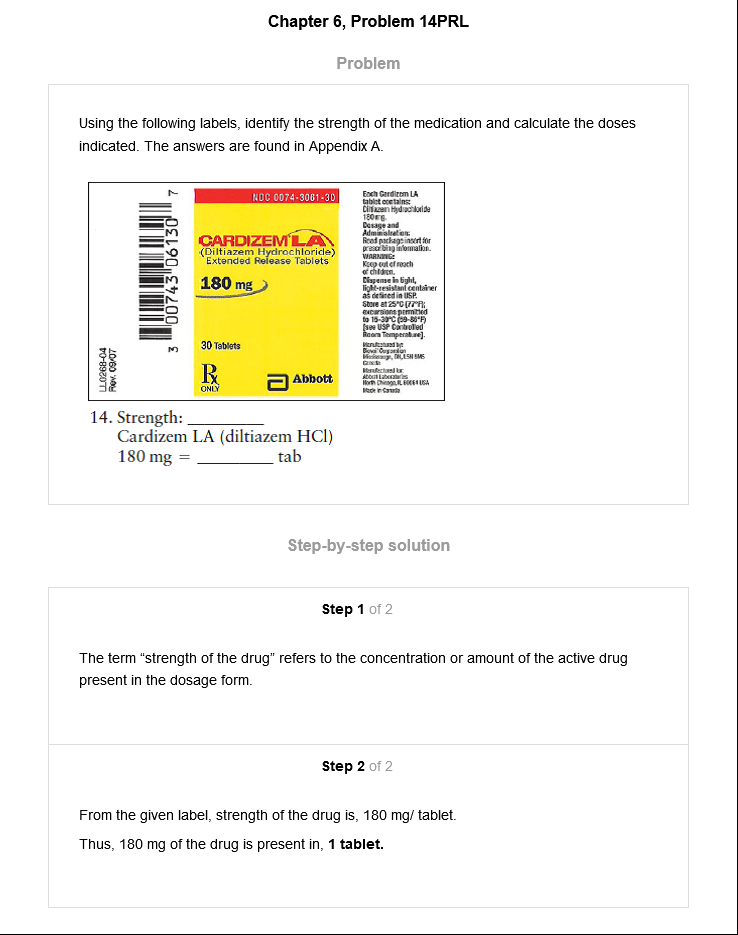 Chapter 6, Problem 14PRL
Problem
Using the following labels, identify the strength of the medication and calculate the doses
indicated. The answers are found in Appendix A.
3 00743 06130 7
LL0268-04
Rev. 09/07
NDC 0074-3061-30
CARDIZEM LA
(Diltiazem Hydrochloride)
Extended Release Tablets
180 mg
30 Tablets
Rx
ONLY
Abbott
Each Cardizem LA
tablet contains:
Diltiazem Hydrochloride
180 mg.
Dosage and
Administration:
Read package insert for
prescribing information.
WARNING:
Keep out of reach
of children.
Dispense in tight,
light-resistant container
as defined in USP.
Store at 25°C (77°F);
excursions permitted
to 15-30°C (59-86°F)
[see USP Controlled
Room Temperature].
Manufactured by:
Canada
Manufactured for:
Abbott Laboratories
North Chicago, IL 60064 USA
Made in Canada
14. Strength:
Cardizem LA (diltiazem HCl)
180 mg = tab
Step-by-step solution
Step 1 of 2
The term “strength of the drug” refers to the concentration or amount of the active drug
present in the dosage form.
Step 2 of 2
From the given label, strength of the drug is, 180 mg/ tablet.
Thus, 180 mg of the drug is present in, 1 tablet.